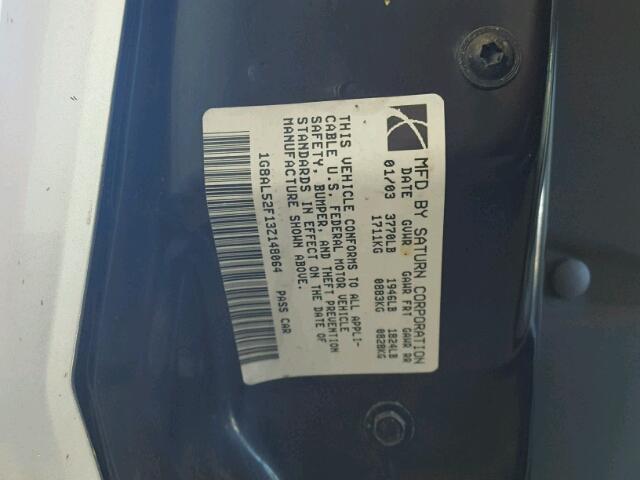 MFD BY SATURN CORPORATION
DATE GVWR GAWR FRT GAWR RR
01/03 3770LB 1946LB 1824LB
1711KG 0883KG 0828KG
THIS VEHICLE CONFORMS TO ALL APPLI-
CABLE U.S. FEDERAL MOTOR VEHICLE
SAFETY, BUMPER, AND THEFT PREVENTION
STANDARDS IN EFFECT ON THE DATE OF
MANUFACTURE SHOWN ABOVE.
1G8AL52F13Z148064 PASS CAR